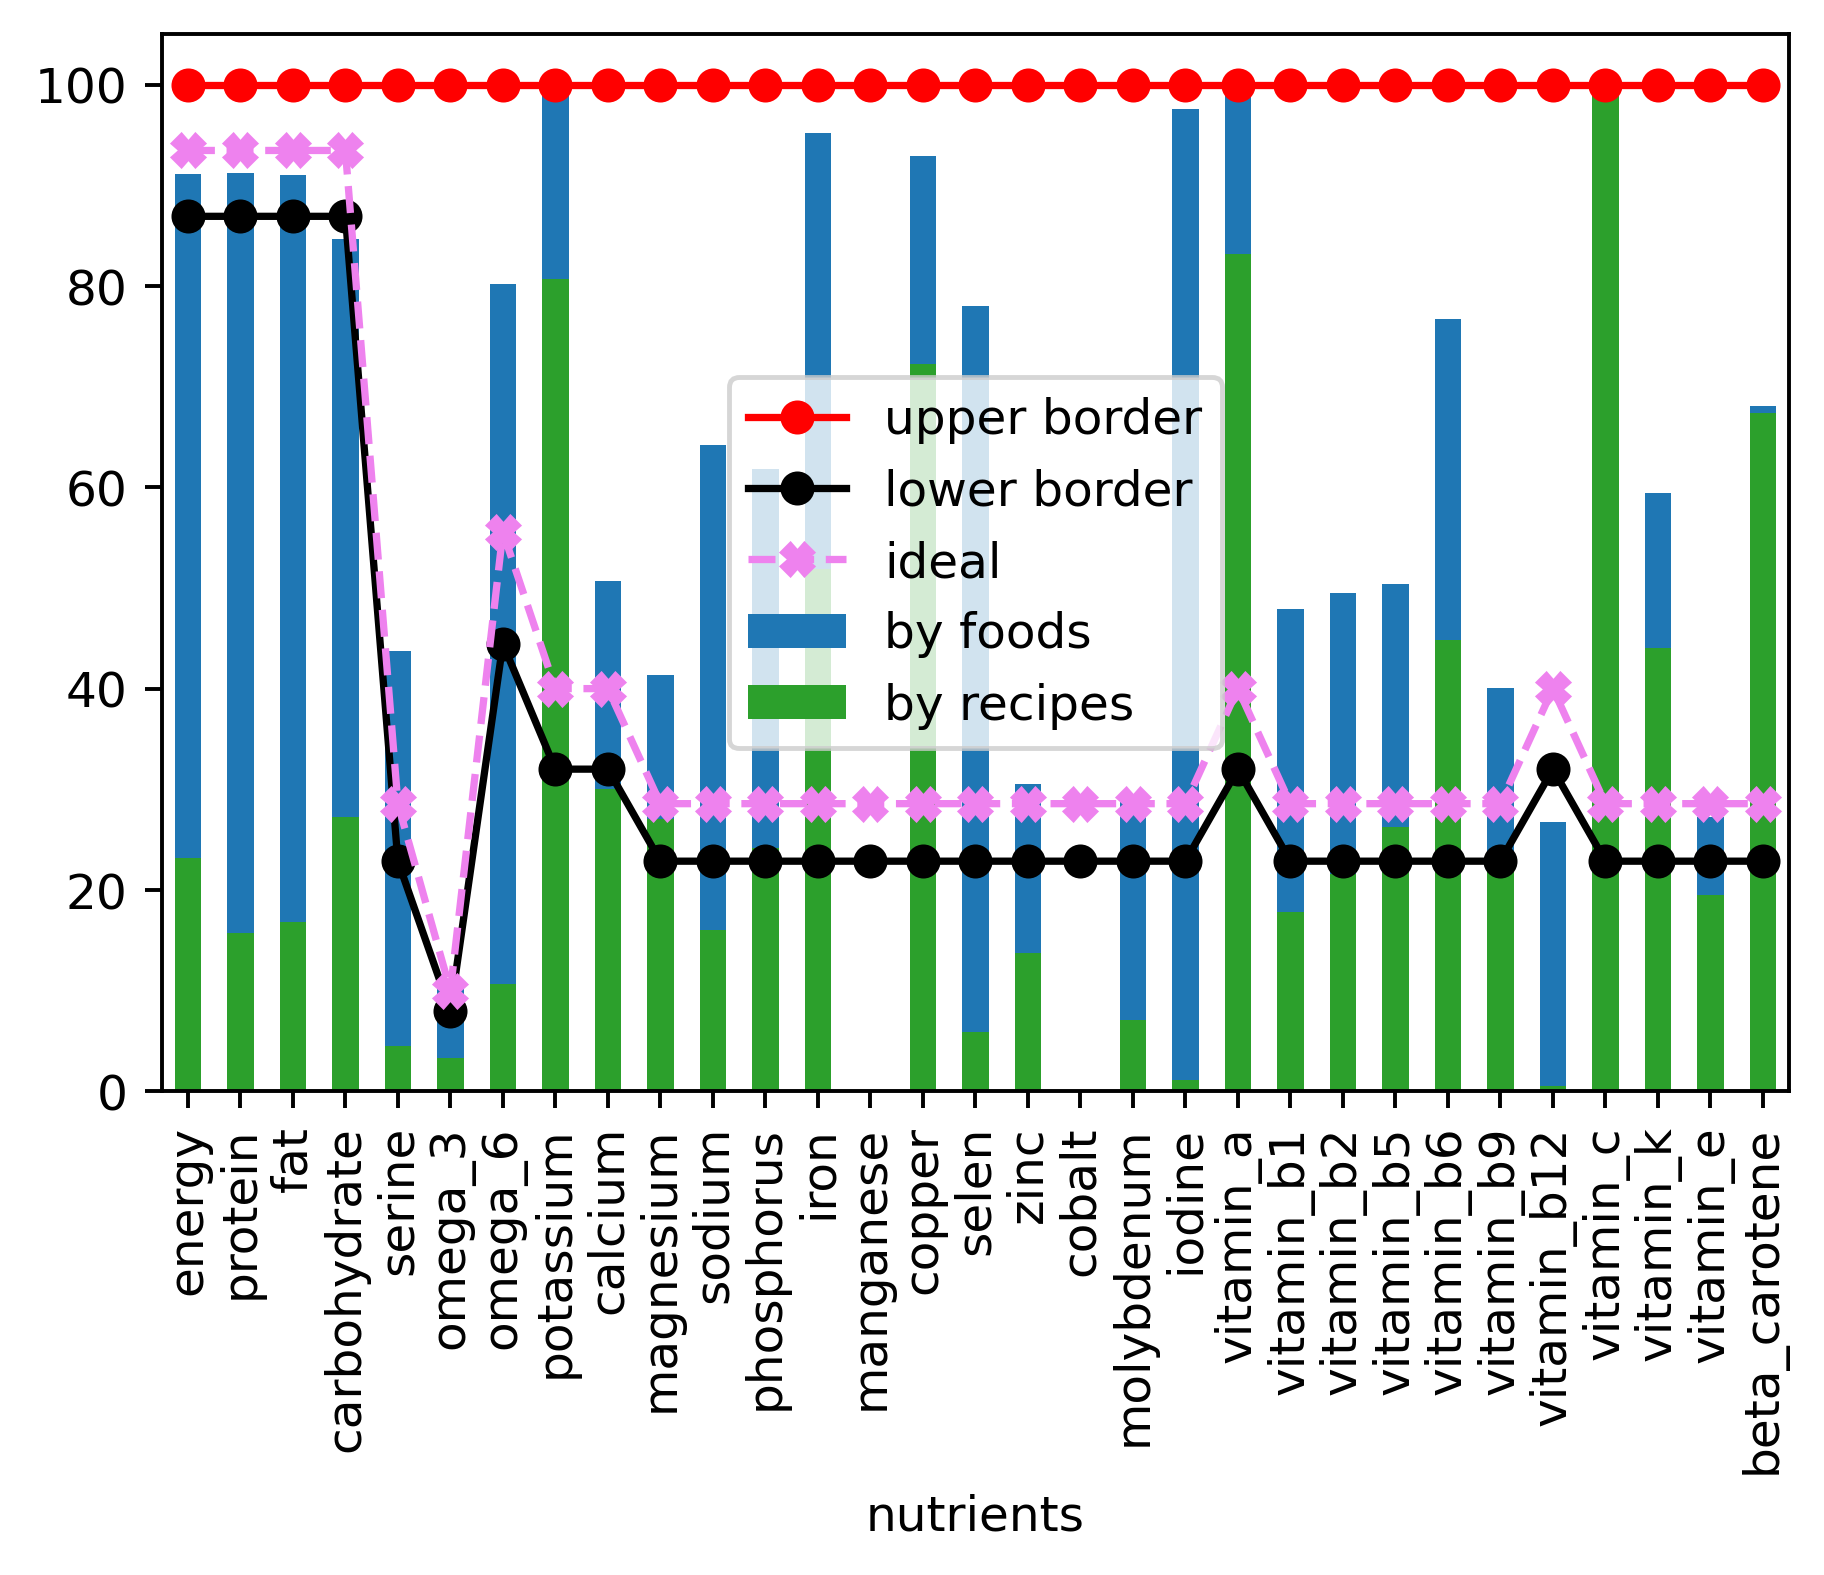 100
80
60
40
20
0
upper border
lower border
ideal
by foods
by recipes
energy
protein
fat
carbohydrate
serine
omega_3
omega_6
potassium
calcium
magnesium
sodium
phosphorus
iron
manganese
copper
selen
zinc
cobalt
molybdenum
iodine
vitamin_a
vitamin_b1
vitamin_b2
vitamin_b5
vitamin_b6
vitamin_b9
vitamin_b12
vitamin_c
vitamin_k
vitamin_e
beta_carotene
nutrients